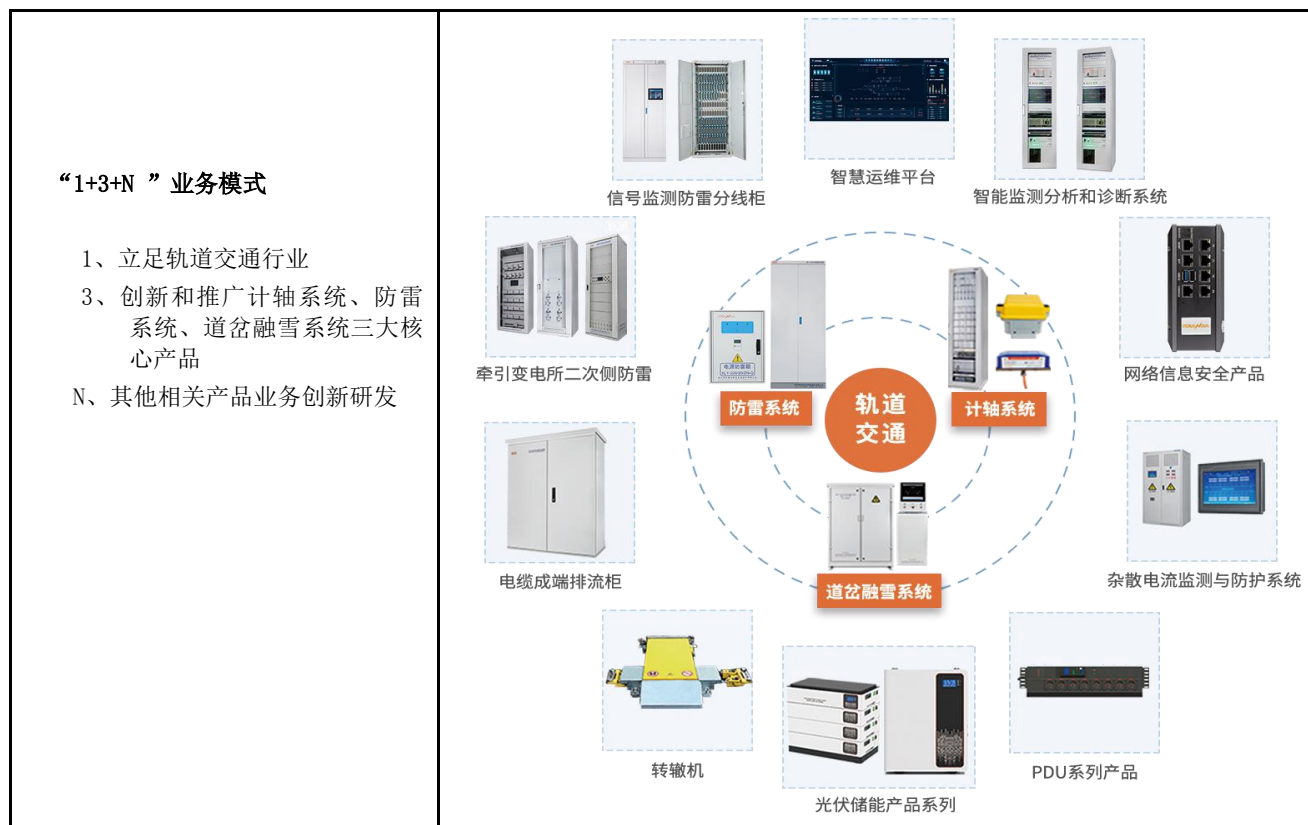 “1+3+N ”业务模式
1、立足轨道交通行业
3、创新和推广计轴系统、防雷
系统、道岔融雪系统三大核
心产品
N、其他相关产品业务创新研发
信号监测防雷分线柜
智慧运维平台
智能监测分析和诊断系统
牵引变电所二次侧防雷
网络信息安全产品
电源防雷箱
防雷系统
轨道
交通
计轴系统
电缆成端排流柜
道岔融雪系统
杂散电流监测与防护系统
转辙机
光伏储能产品系列
PDU系列产品